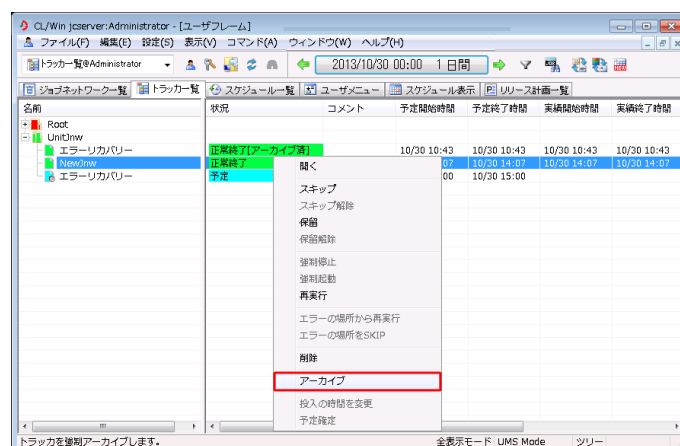 CL/Win jcserver:Administrator - [ユーザフレーム]
ファイル(F) 編集(E) 設定(S) 表示(V) コマンド(A) ウィンドウ(W) ヘルプ(H)
トラッカ一覧@Administrator 2013/10/30 00:00 1 日間
ジョブネットワーク一覧 トラッカ一覧 スケジュール一覧 ユーザメニュー スケジュール表示 リリース計画一覧
名前 状況 コメント 予定開始時間 予定終了時間 実績開始時間 実績終了時間
Root
UnitJnw
エラーリカバリー 正常終了[アーカイブ済] 10/30 10:43 10/30 10:43 10/30 10:43 10/30 10:43
NewJnw 正常終了 07 10/30 14:07 10/30 14:07 10/30 14:07
エラーリカバリー 予定 00 10/30 15:00
開く
スキップ
スキップ解除
保留
保留解除
強制停止
強制起動
再実行
エラーの場所から再実行
エラーの場所をSKIP
削除
アーカイブ
投入の時間を変更
予定確定
トラッカを強制アーカイブします。 全表示モード UMS Mode ツリー